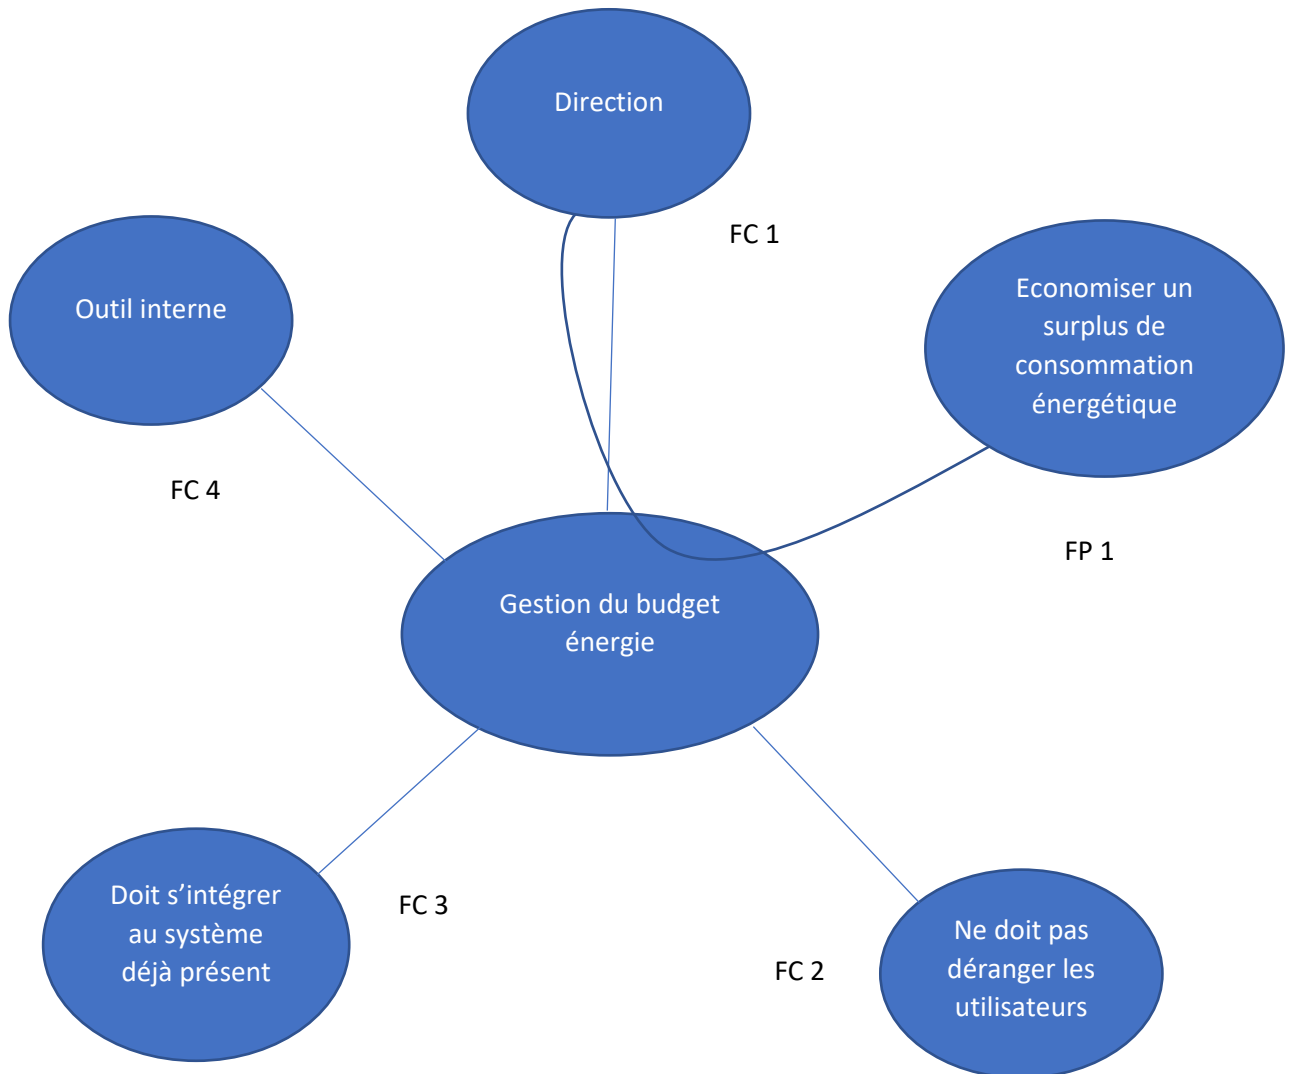 Direction
FC 1
Outil interne
Economiser un
surplus de
consommation
énergétique
FC 4
FP 1
Gestion du budget
énergie
Doit s’intégrer
au système
déjà présent
FC 3
Ne doit pas
déranger les
utilisateurs
FC 2